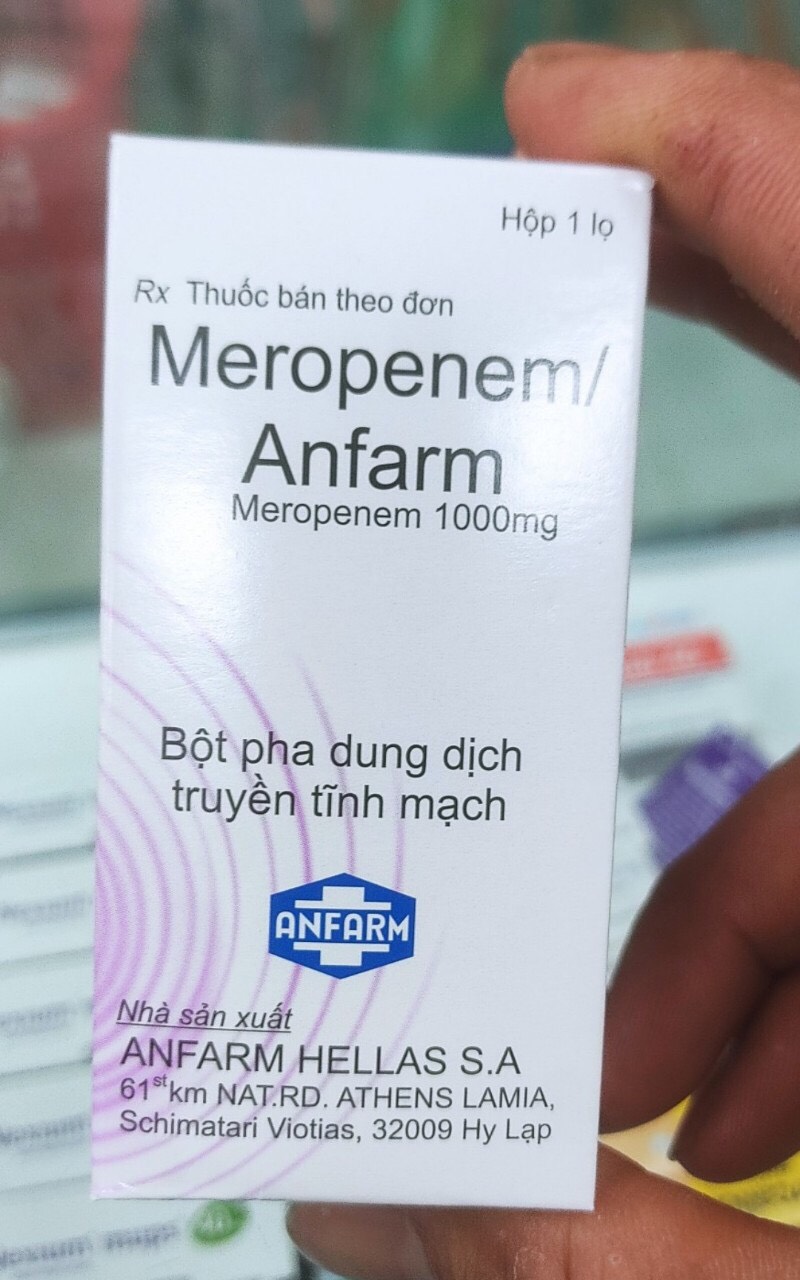 Hộp 1 lọ
Rx Thuốc bán theo đơn
Meropenem/
Anfarm
Meropenem 1000mg
Bột pha dung dịch
truyền tĩnh mạch
ANFARM
Nhà sản xuất
ANFARM HELLAS S.A
61st km NAT.RD. ATHENS LAMIA,
Schimatari Viotias, 32009 Hy Lạp